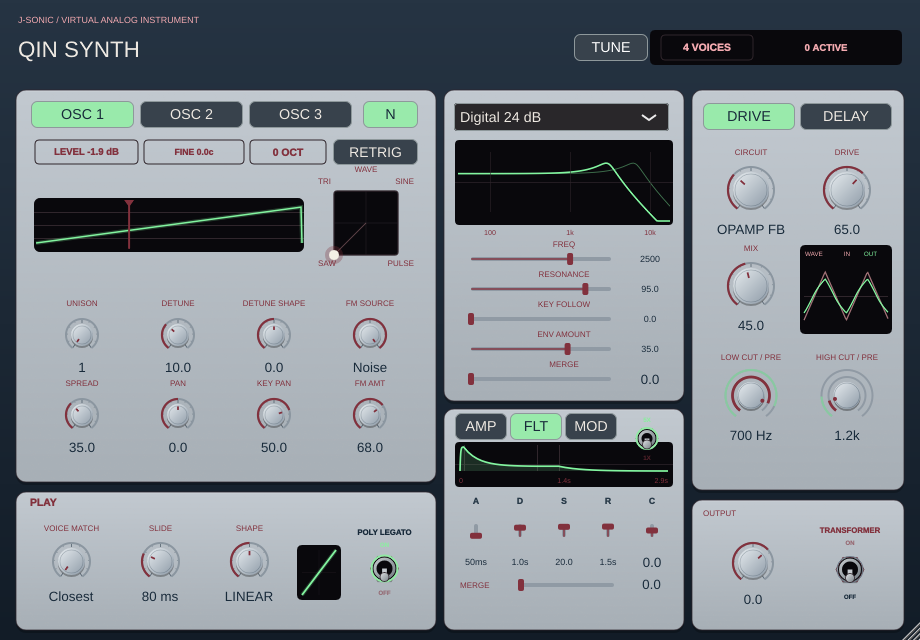 J-SONIC / VIRTUAL ANALOG INSTRUMENT
QIN SYNTH
TUNE
4 VOICES
0 ACTIVE
OSC 1
OSC 2
OSC 3
N
LEVEL -1.9 dB
FINE 0.0c
0 OCT
RETRIG
WAVE
TRI
SINE
SAW
PULSE
UNISON
DETUNE
DETUNE SHAPE
FM SOURCE
1
10.0
0.0
Noise
SPREAD
PAN
KEY PAN
FM AMT
35.0
0.0
50.0
68.0
PLAY
VOICE MATCH
SLIDE
SHAPE
POLY LEGATO
Closest
80 ms
LINEAR
OFF
Digital 24 dB
100
1k
10k
FREQ
2500
RESONANCE
95.0
KEY FOLLOW
0.0
ENV AMOUNT
35.0
MERGE
0.0
AMP
FLT
MOD
0
1.4s
2.8s
A
D
S
R
C
50ms
1.0s
20.0
1.5s
0.0
MERGE
0.0
DRIVE
DELAY
CIRCUIT
DRIVE
OPAMP FB
65.0
MIX
45.0
WAVE
IN
OUT
LOW CUT / PRE
HIGH CUT / PRE
700 Hz
1.2k
OUTPUT
0.0
TRANSFORMER
ON
OFF